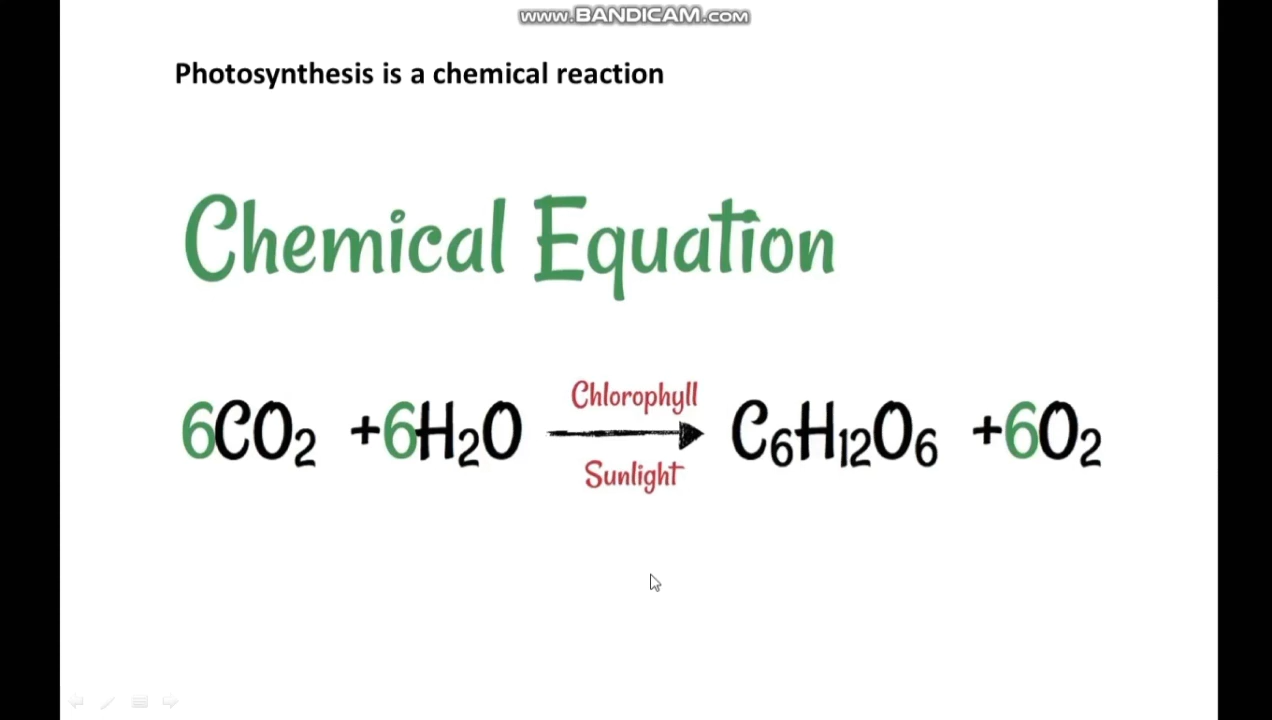 www.BANDICAM.com
Photosynthesis is a chemical reaction
Chemical Equation
Chlorophyll
6CO₂ +6H₂O → C₆H₁₂O₆ +6O₂
Sunlight